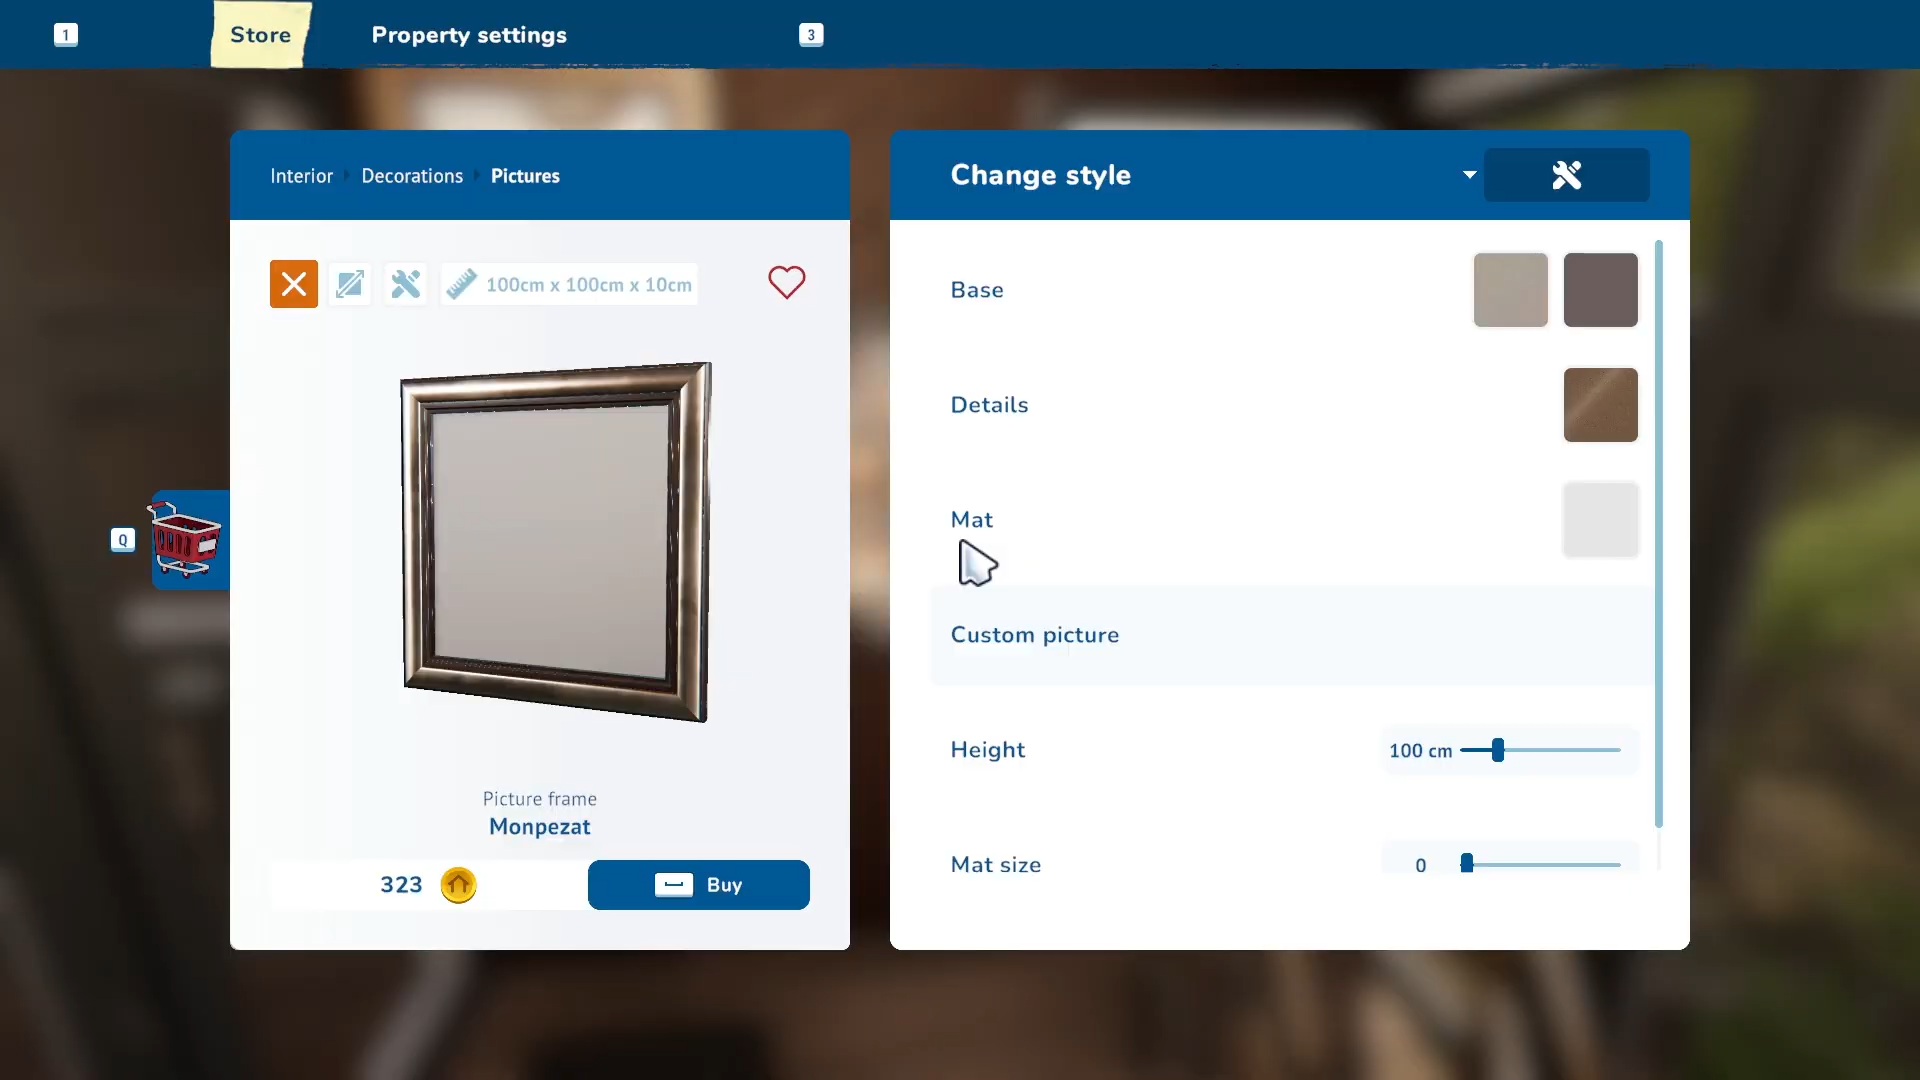 1
Store
Property settings
3
Interior Decorations Pictures
100cm x 100cm x 10cm
Q
Picture frame
Monpezat
323
Buy
Change style
Base
Details
Mat
Custom picture
Height
100 cm
Mat size
0